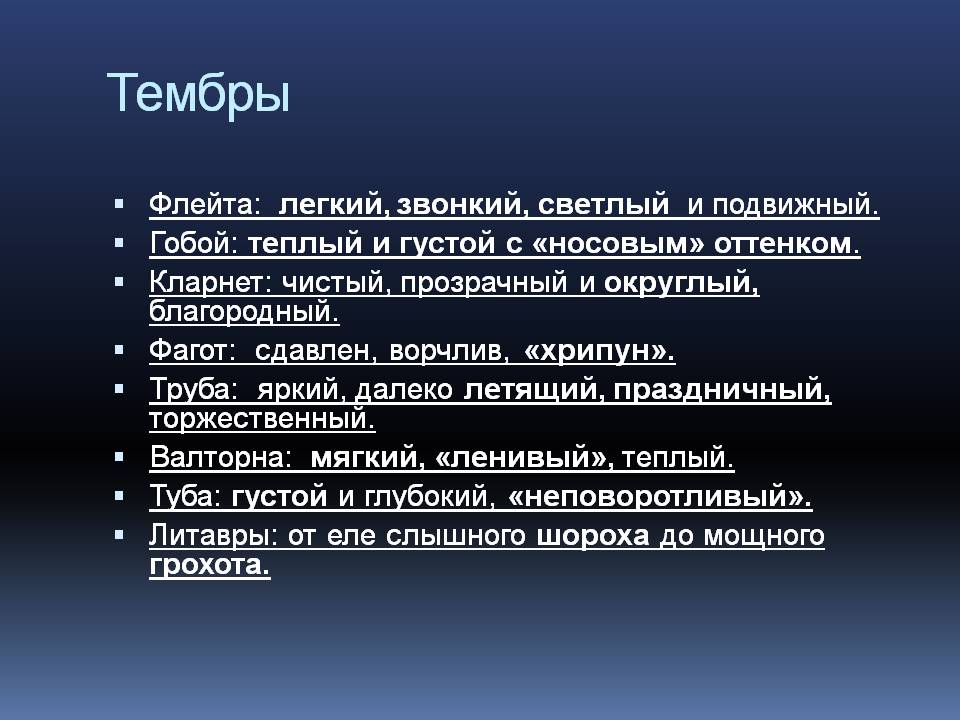 Тембры
Флейта: легкий, звонкий, светлый и подвижный.
Гобой: теплый и густой с «носовым» оттенком.
Кларнет: чистый, прозрачный и округлый,
благородный.
Фагот: сдавлен, ворчлив, «хрипун».
Труба: яркий, далеко летящий, праздничный,
торжественный.
Валторна: мягкий, «ленивый», теплый.
Туба: густой и глубокий, «неповоротливый».
Литавры: от еле слышного шороха до мощного
грохота.